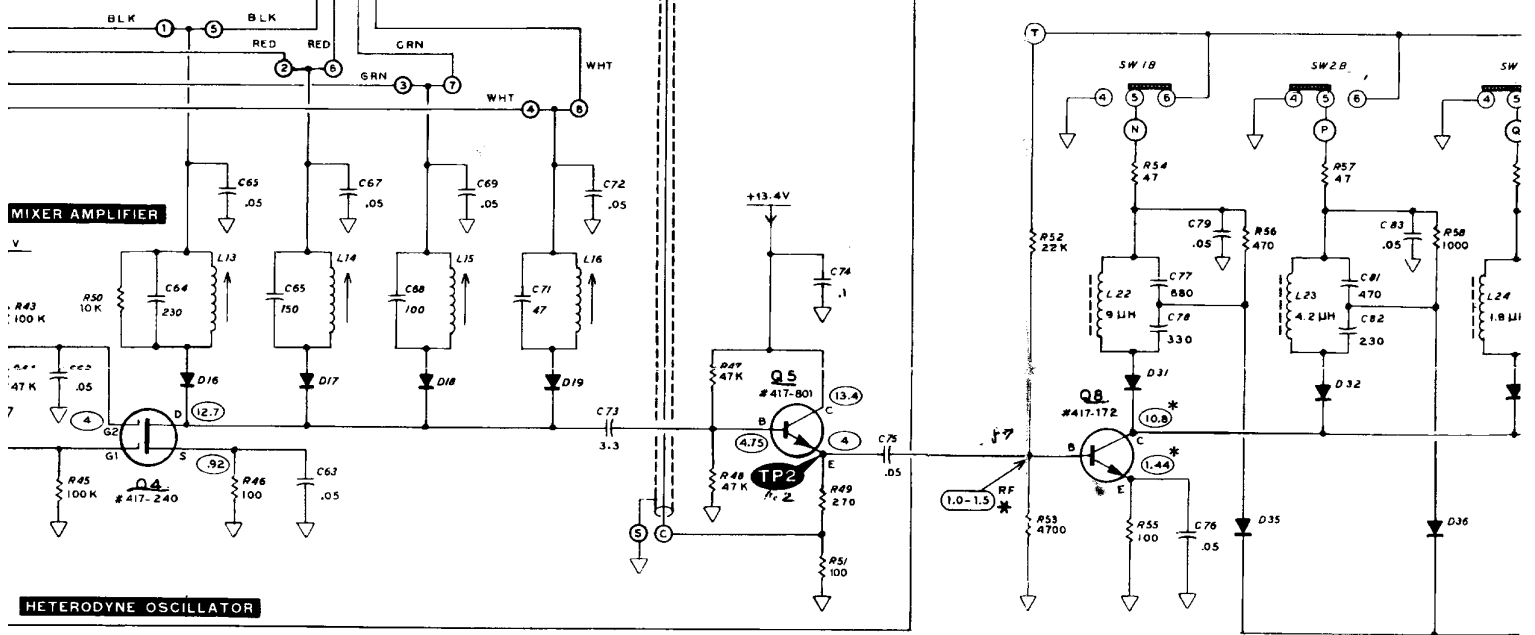 BLK 1 5 BLK
RED RED
2 6
GRN
GRN 3 7
WHT
WHT 4 8
T
SW 1B SW2B SW
4 5 6 4 5 6 4 5
N P Q
C65 .05
C67 .05
C69 .05
C72 .05
R54 47
R57 47
MIXER AMPLIFIER
V
+13.4V
R43 100 K
R50 10 K
C64 230
L13
C65 150
L14
C68 100
L15
C71 47
L16
C74 .1
R52 22 K
C79 .05
R56 470
C83 .05
R58 1000
L22 9 µH
C77 680
C78 330
L23 4.2 µH
C81 470
C82 230
L24
47 K
.05
7
D16 D17 D18 D19
R47 47K
Q5
#417-801
13.4
D31
D32
Q8
#417-172
10.8 *
4 G2 D 12.7
C73 3.3
B C
4.75 4
E
C75 .05
57
B C
1.44 *
E
G1 S
.92
TP2
R45 100 K
Q4
#417-240
R46 100
C63 .05
R48 47K
R49 270
1.0-1.5 RF *
R53 4700
R55 100
C76 .05
D35
D36
S C
R51 100
HETERODYNE OSCILLATOR